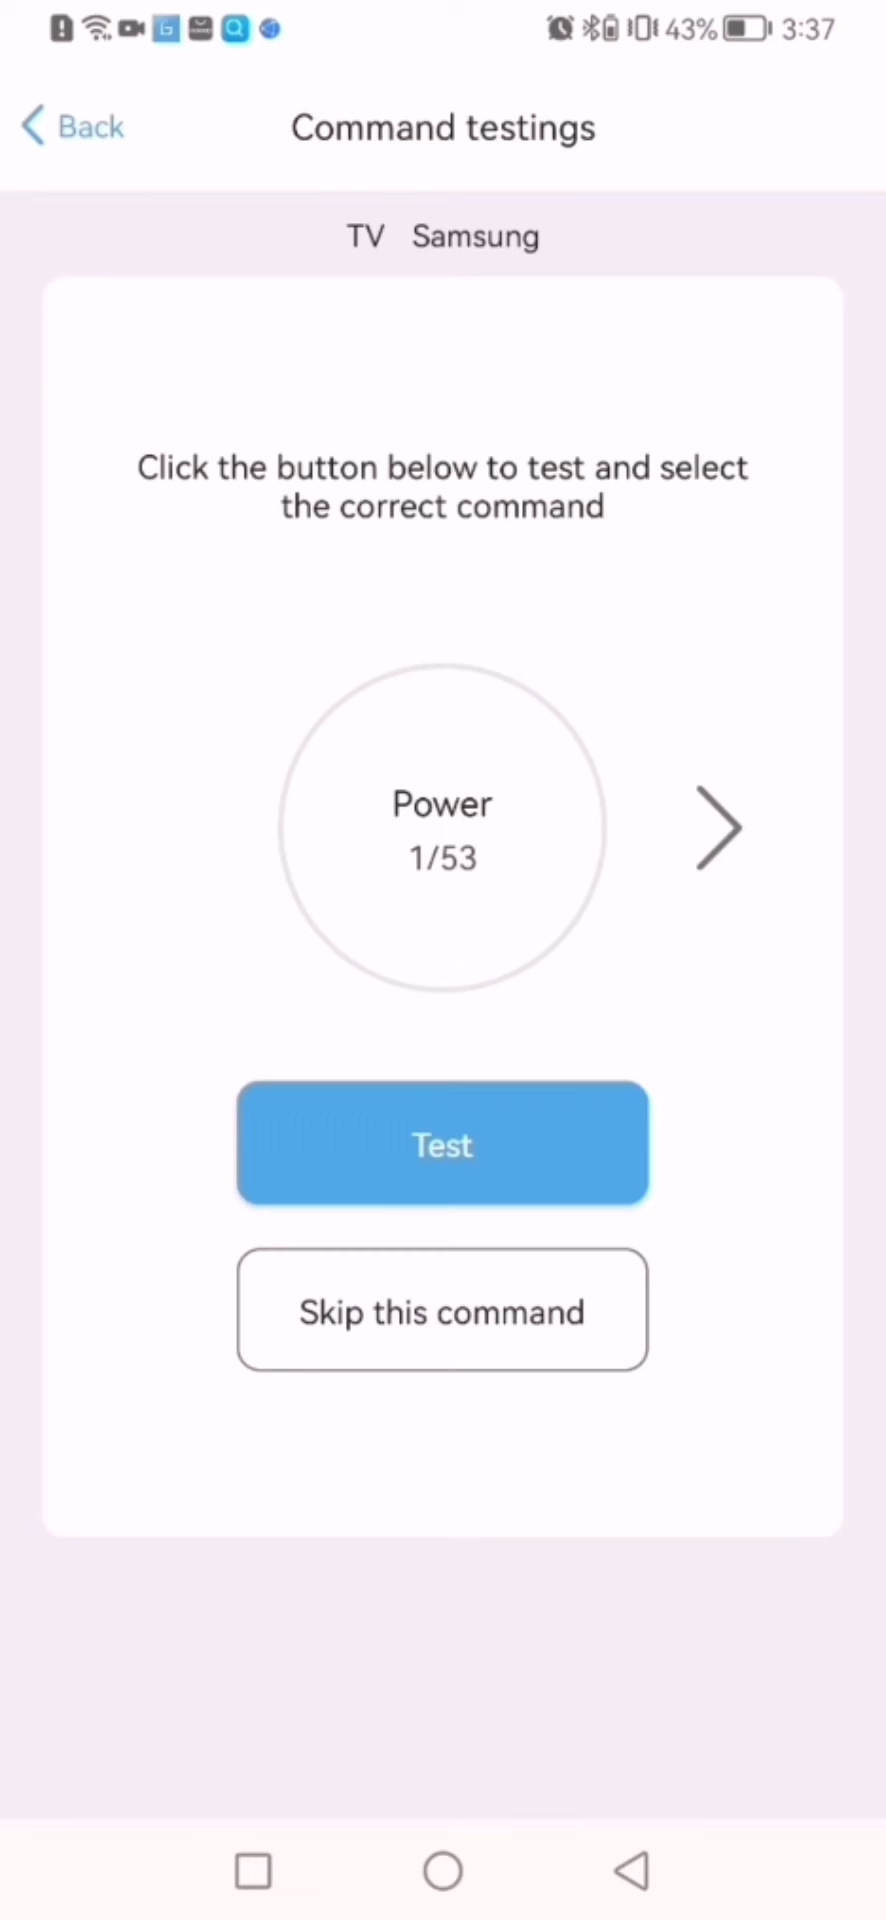 43% 3:37
Back
Command testings
TV Samsung
Click the button below to test and select
the correct command
Power
1/53
Test
Skip this command